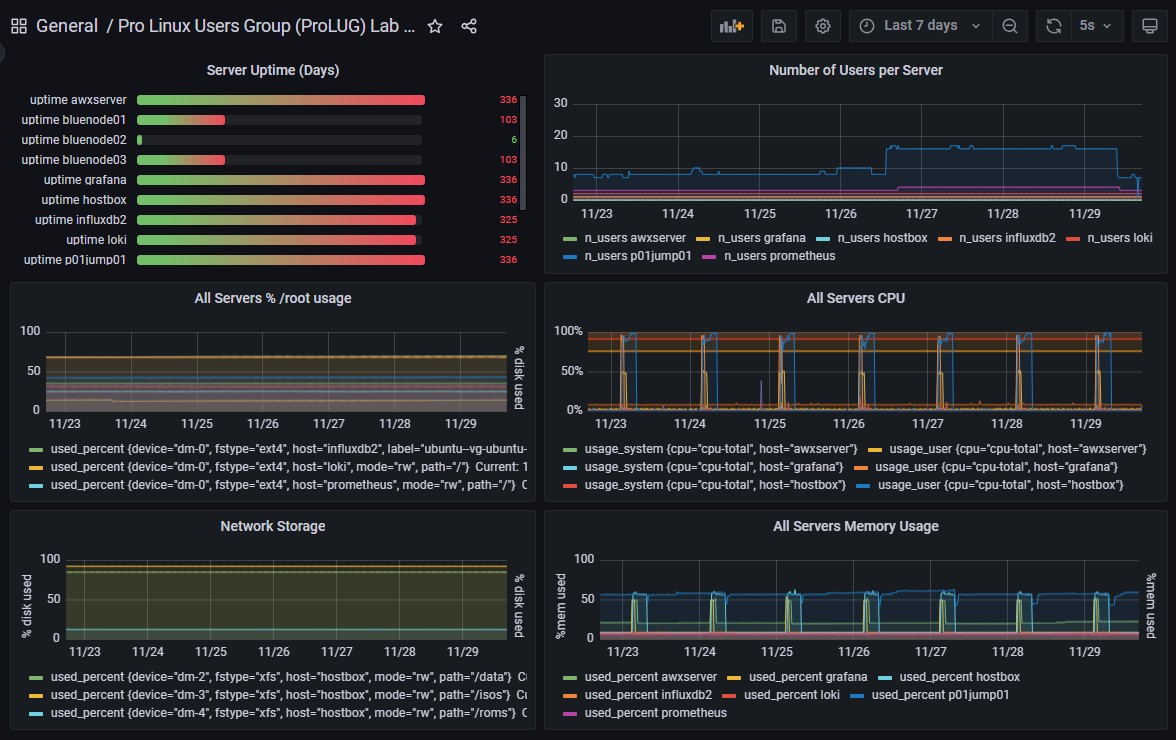 General / Pro Linux Users Group (ProLUG) Lab ...
Last 7 days
5s
Server Uptime (Days)
uptime awxserver 336
uptime bluenode01 103
uptime bluenode02 6
uptime bluenode03 103
uptime grafana 336
uptime hostbox 336
uptime influxdb2 325
uptime loki 325
uptime p01jump01 336
Number of Users per Server
30
20
10
0
11/23 11/24 11/25 11/26 11/27 11/28 11/29
n_users awxserver n_users grafana n_users hostbox n_users influxdb2 n_users loki
n_users p01jump01 n_users prometheus
All Servers % /root usage
100
50
0
% disk used
11/23 11/24 11/25 11/26 11/27 11/28 11/29
used_percent {device="dm-0", fstype="ext4", host="influxdb2", label="ubuntu-vg-ubuntu-
used_percent {device="dm-0", fstype="ext4", host="loki", mode="rw", path="/"} Current: 1
used_percent {device="dm-0", fstype="ext4", host="prometheus", mode="rw", path="/"} C
All Servers CPU
100%
50%
0%
11/23 11/24 11/25 11/26 11/27 11/28 11/29
usage_system {cpu="cpu-total", host="awxserver"} usage_user {cpu="cpu-total", host="awxserver"}
usage_system {cpu="cpu-total", host="grafana"} usage_user {cpu="cpu-total", host="grafana"}
usage_system {cpu="cpu-total", host="hostbox"} usage_user {cpu="cpu-total", host="hostbox"}
Network Storage
100
50
0
% disk used
% disk used
11/23 11/24 11/25 11/26 11/27 11/28 11/29
used_percent {device="dm-2", fstype="xfs", host="hostbox", mode="rw", path="/data"} Cu
used_percent {device="dm-3", fstype="xfs", host="hostbox", mode="rw", path="/isos"} Cu
used_percent {device="dm-4", fstype="xfs", host="hostbox", mode="rw", path="/roms"} C
All Servers Memory Usage
100
50
0
%mem used
%mem used
11/23 11/24 11/25 11/26 11/27 11/28 11/29
used_percent awxserver used_percent grafana used_percent hostbox
used_percent influxdb2 used_percent loki used_percent p01jump01
used_percent prometheus